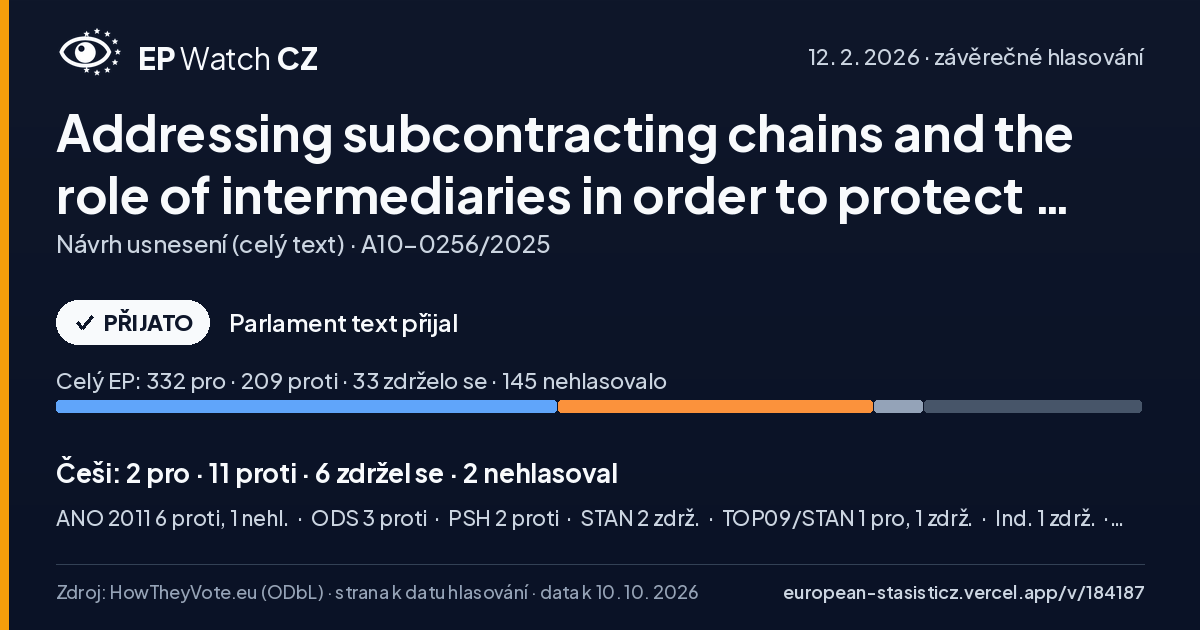 EP Watch CZ
12. 2. 2026 · závěrečné hlasování
Addressing subcontracting chains and the
role of intermediaries in order to protect …
Návrh usnesení (celý text) · A10-0256/2025
✓ PŘIJATO Parlament text přijal
Celý EP: 332 pro · 209 proti · 33 zdrželo se · 145 nehlasovalo
Češi: 2 pro · 11 proti · 6 zdržel se · 2 nehlasoval
ANO 2011 6 proti, 1 nehl. · ODS 3 proti · PSH 2 proti · STAN 2 zdrž. · TOP09/STAN 1 pro, 1 zdrž. · Ind. 1 zdrž. ·…
Zdroj: HowTheyVote.eu (ODbL) · strana k datu hlasování · data k 10. 10. 2026
european-stasisticz.vercel.app/v/184187